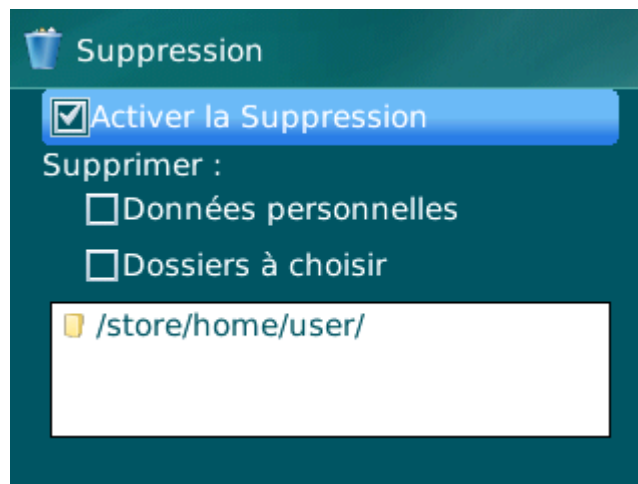 Suppression
Activer la Suppression
Supprimer :
Données personnelles
Dossiers à choisir
/store/home/user/